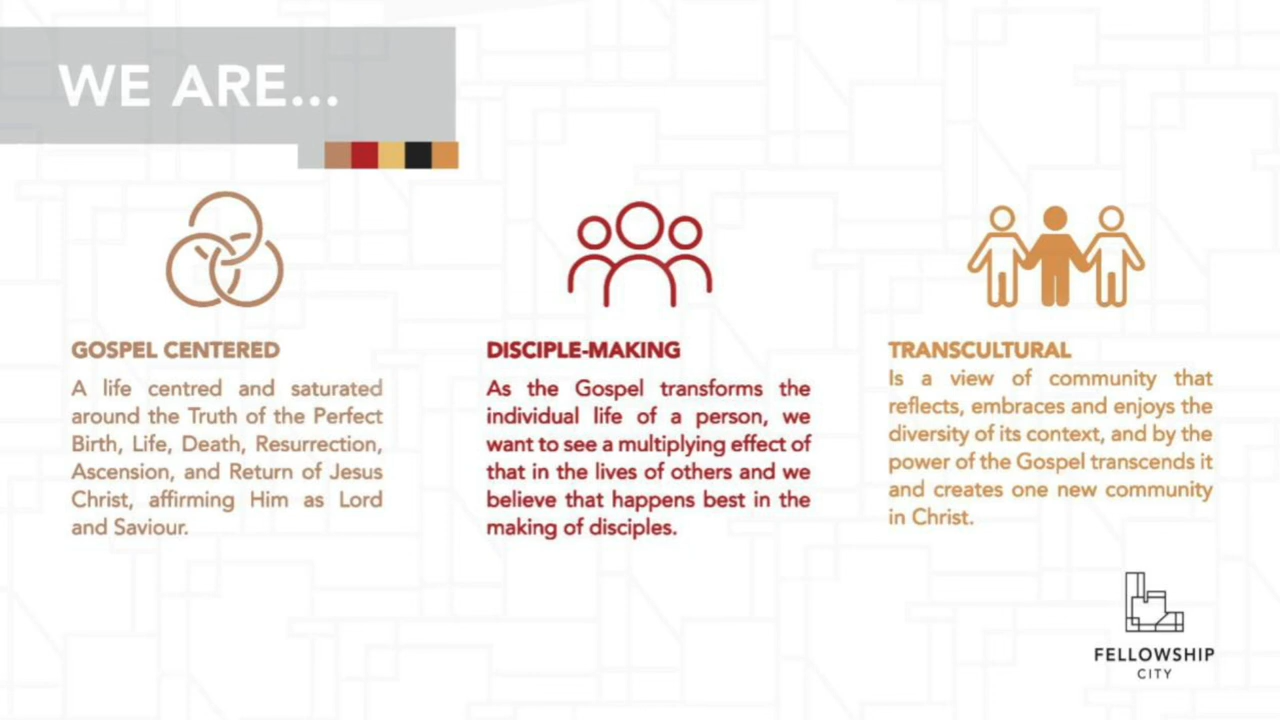 WE ARE...
GOSPEL CENTERED
A life centred and saturated
around the Truth of the Perfect
Birth, Life, Death, Resurrection,
Ascension, and Return of Jesus
Christ, affirming Him as Lord
and Saviour.
DISCIPLE-MAKING
As the Gospel transforms the
individual life of a person, we
want to see a multiplying effect of
that in the lives of others and we
believe that happens best in the
making of disciples.
TRANSCULTURAL
Is a view of community that
reflects, embraces and enjoys the
diversity of its context, and by the
power of the Gospel transcends it
and creates one new community
in Christ.
FELLOWSHIP
CITY